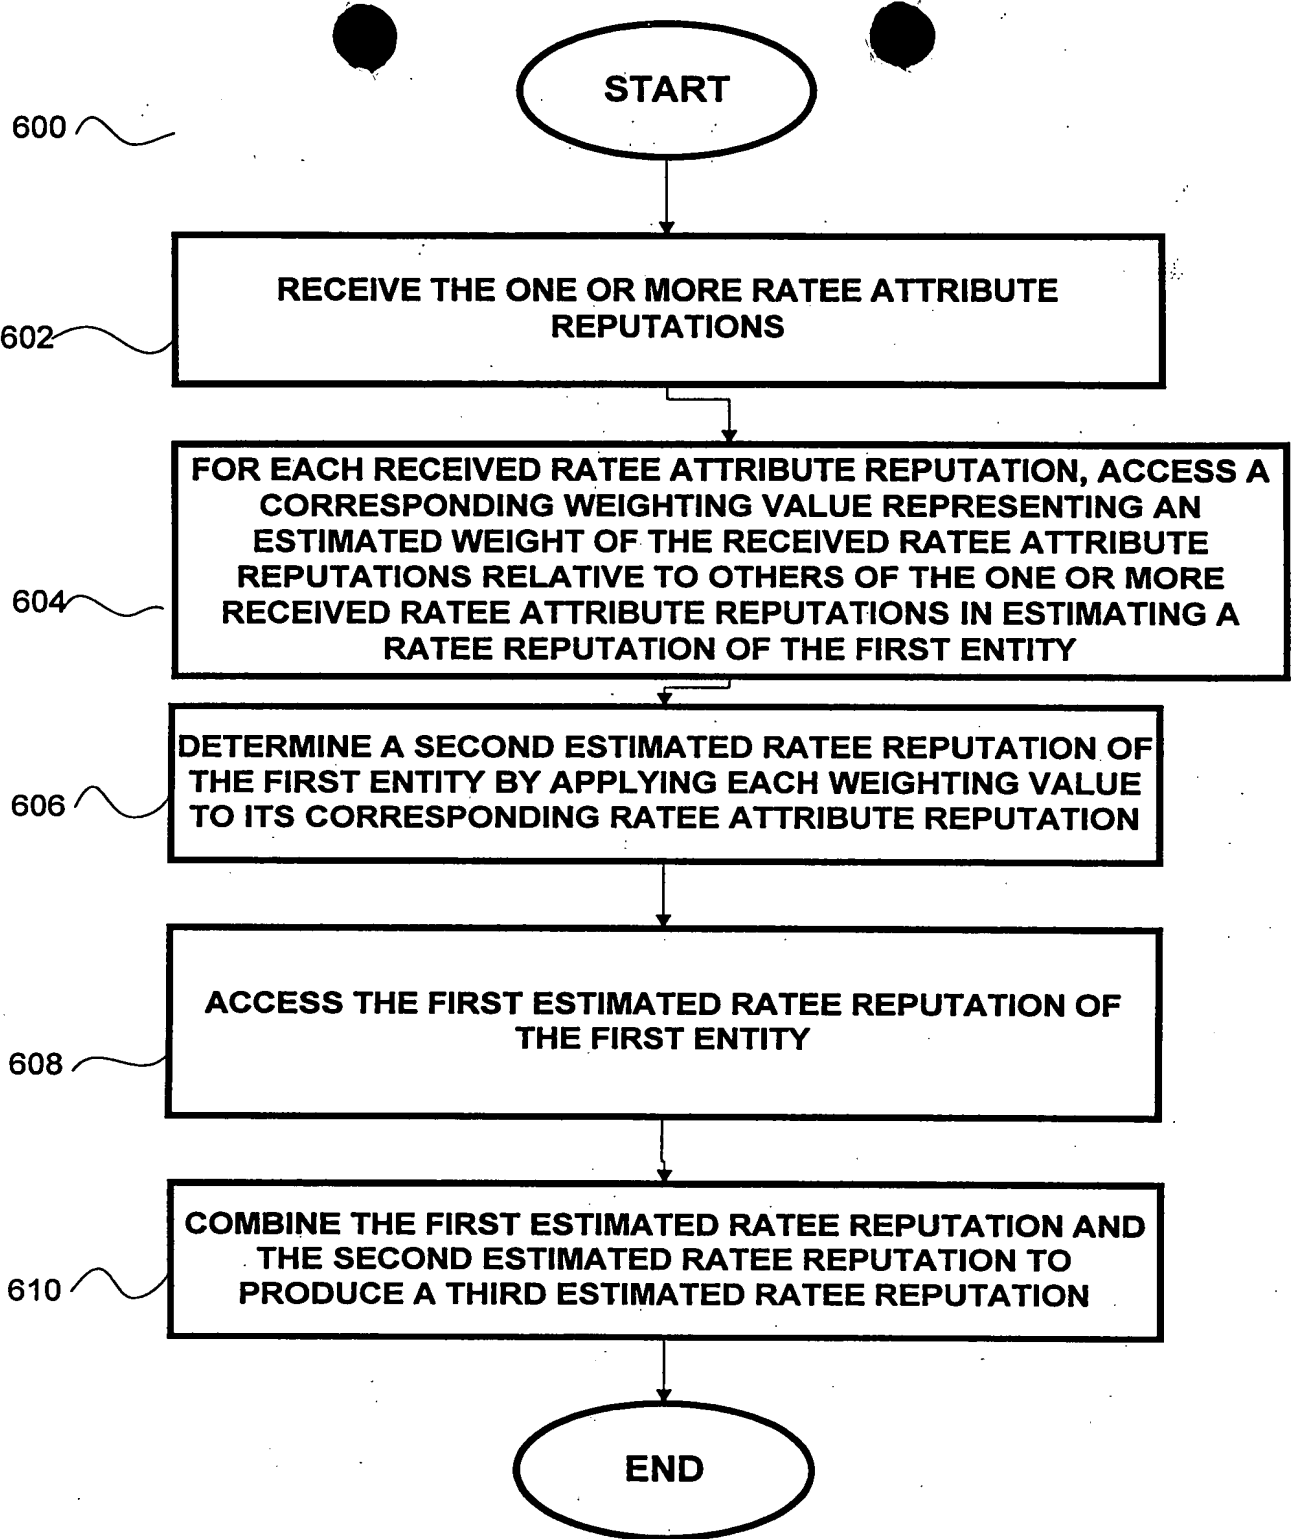 START
600
RECEIVE THE ONE OR MORE RATEE ATTRIBUTE
REPUTATIONS
602
FOR EACH RECEIVED RATEE ATTRIBUTE REPUTATION, ACCESS A
CORRESPONDING WEIGHTING VALUE REPRESENTING AN
ESTIMATED WEIGHT OF THE RECEIVED RATEE ATTRIBUTE
REPUTATIONS RELATIVE TO OTHERS OF THE ONE OR MORE
RECEIVED RATEE ATTRIBUTE REPUTATIONS IN ESTIMATING A
RATEE REPUTATION OF THE FIRST ENTITY
604
DETERMINE A SECOND ESTIMATED RATEE REPUTATION OF
THE FIRST ENTITY BY APPLYING EACH WEIGHTING VALUE
TO ITS CORRESPONDING RATEE ATTRIBUTE REPUTATION
606
ACCESS THE FIRST ESTIMATED RATEE REPUTATION OF
THE FIRST ENTITY
608
COMBINE THE FIRST ESTIMATED RATEE REPUTATION AND
THE SECOND ESTIMATED RATEE REPUTATION TO
PRODUCE A THIRD ESTIMATED RATEE REPUTATION
610
END